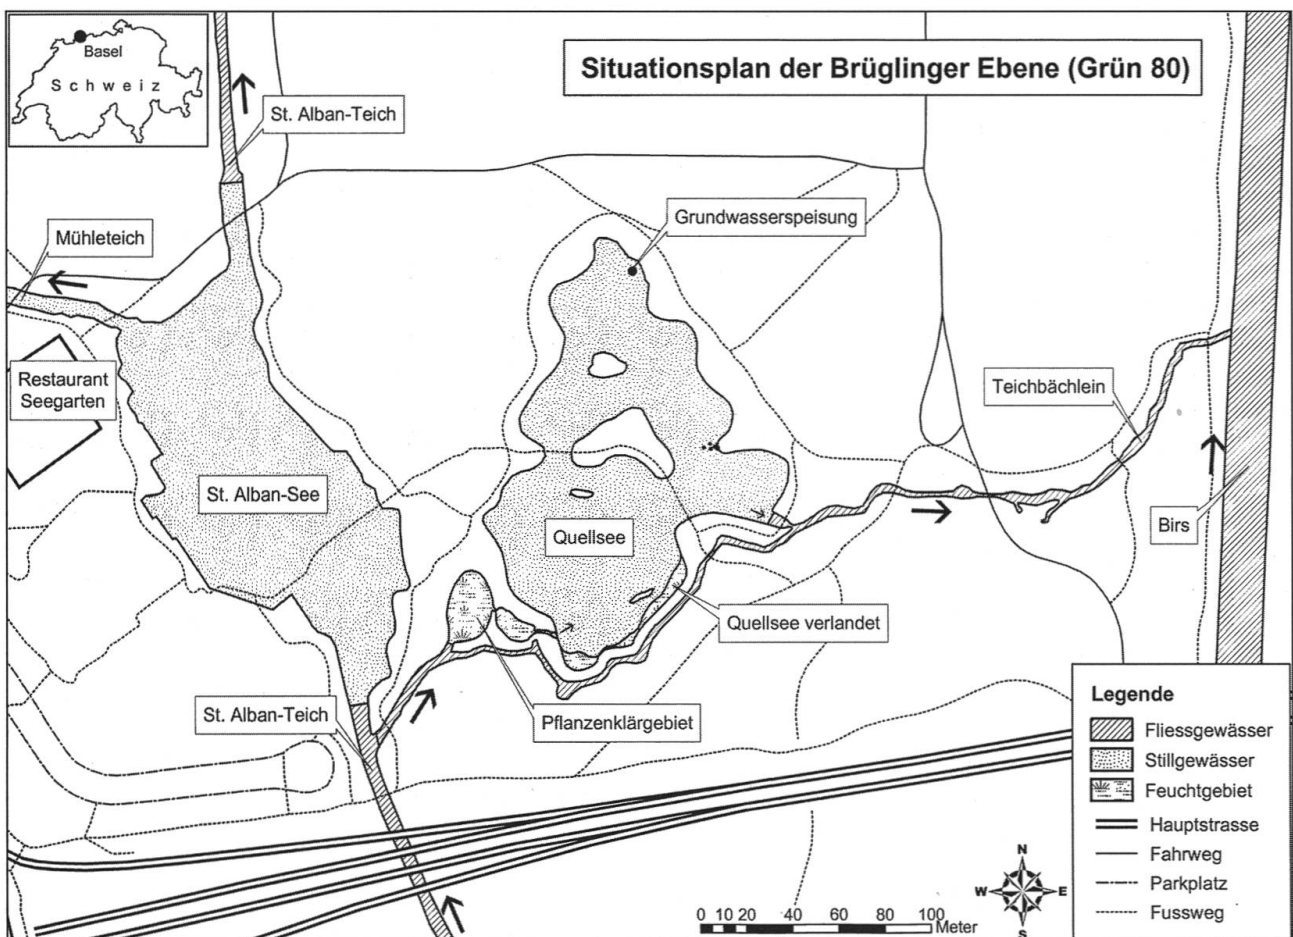 Basel
Schweiz
Situationsplan der Brüglinger Ebene (Grün 80)
St. Alban-Teich
Mühleteich
Grundwasserspeisung
Restaurant
Seegarten
Teichbächlein
St. Alban-See
Quellsee
Birs
Quellsee verlandet
St. Alban-Teich
Pflanzenklärgebiet
Legende
Fliessgewässer
Stillgewässer
Feuchtgebiet
Hauptstrasse
Fahrweg
Parkplatz
Fussweg
N
W E
S
0 10 20 40 60 80 100
Meter